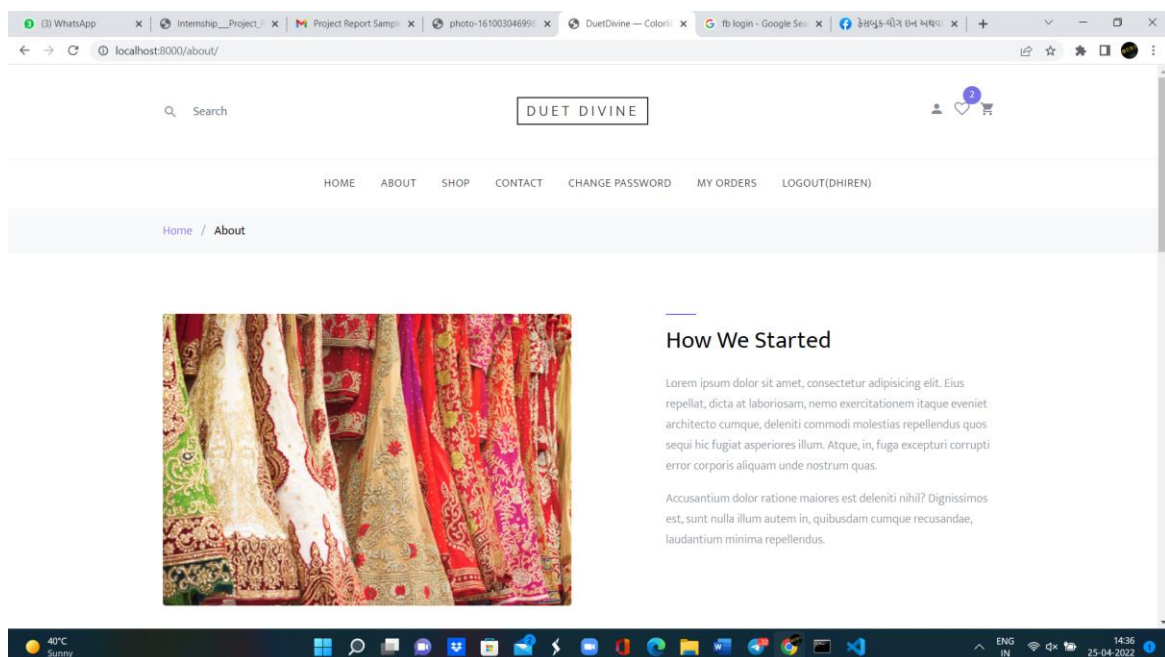 (3) WhatsApp
Internship__Project_R
Project Report Sampl
photo-161003046998
DuetDivine — Colorli
fb login - Google Sea
localhost:8000/about/
Search
DUET DIVINE
2
HOME ABOUT SHOP CONTACT CHANGE PASSWORD MY ORDERS LOGOUT(DHIREN)
Home / About
How We Started
Lorem ipsum dolor sit amet, consectetur adipisicing elit. Eius
repellat, dicta at laboriosam, nemo exercitationem itaque eveniet
architecto cumque, deleniti commodi molestias repellendus quos
sequi hic fugiat asperiores illum. Atque, in, fuga excepturi corrupti
error corporis aliquam unde nostrum quas.
Accusantium dolor ratione maiores est deleniti nihil? Dignissimos
est, sunt nulla illum autem in, quibusdam cumque recusandae,
laudantium minima repellendus.
40°C
Sunny
ENG
IN
14:36
25-04-2022